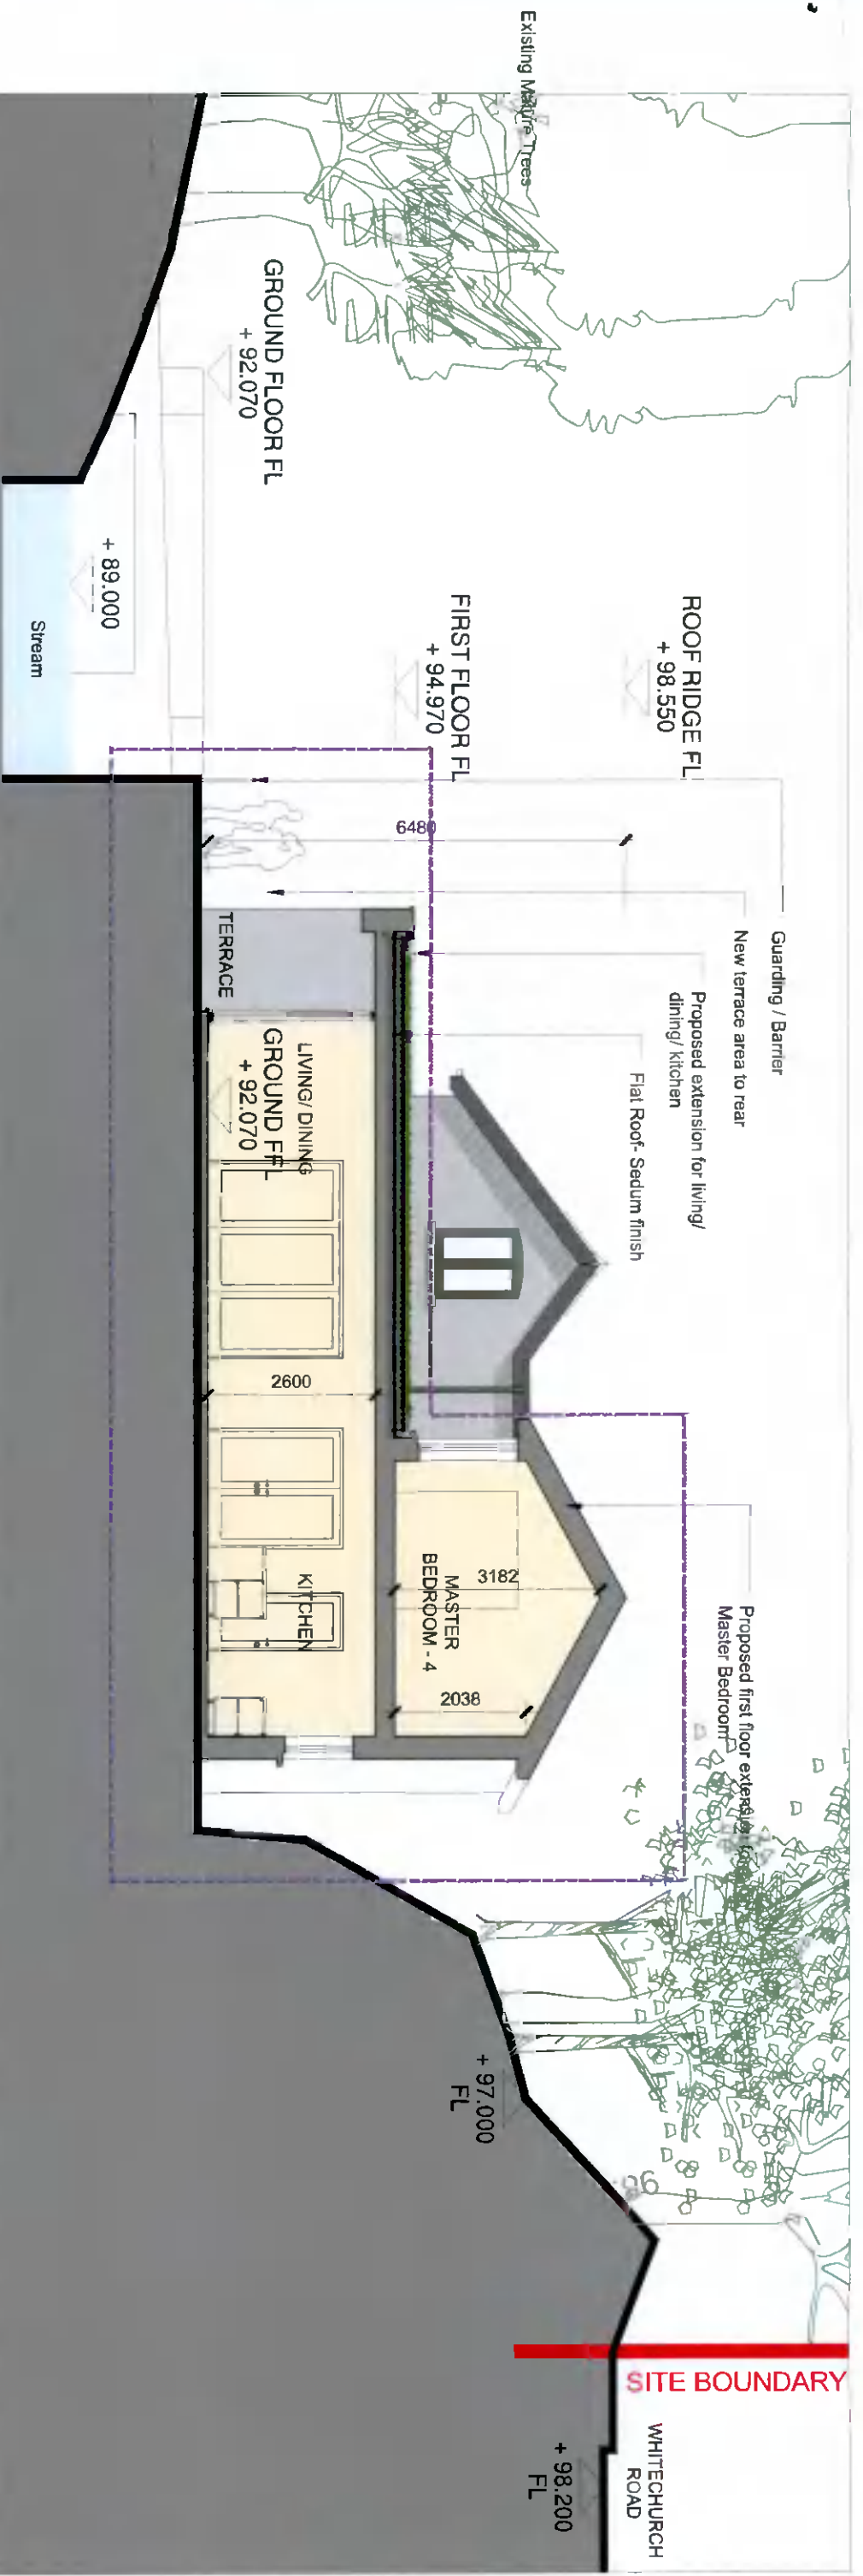 Existing Mature Trees
GROUND FLOOR FL
+ 92.070
+ 89.000
Stream
ROOF RIDGE FL
+ 98.550
FIRST FLOOR FL
+ 94.970
6480
Guarding / Barrier
New terrace area to rear
Proposed extension for living/
dining/ kitchen
Flat Roof- Sedum finish
TERRACE
LIVING/ DINING
GROUND FFL
+ 92.070
2600
KITCHEN
MASTER
BEDROOM - 4
3182
2038
Proposed first floor extension for
Master Bedroom
+ 97.000
FL
SITE BOUNDARY
WHITECHURCH
ROAD
+ 98.200
FL